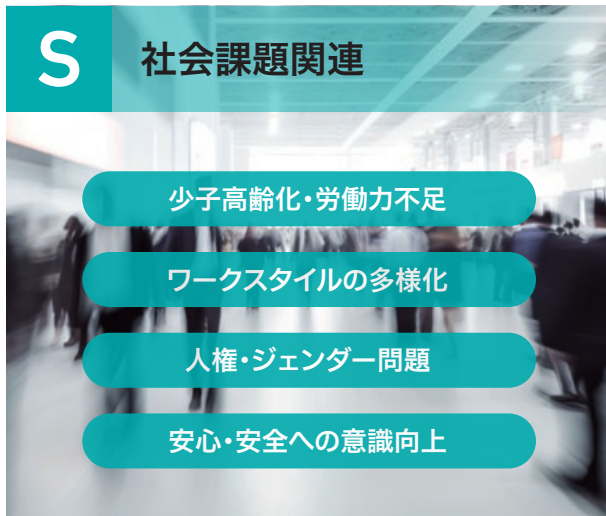 S
社会課題関連
少子高齢化・労働力不足
ワークスタイルの多様化
人権・ジェンダー問題
安心・安全への意識向上